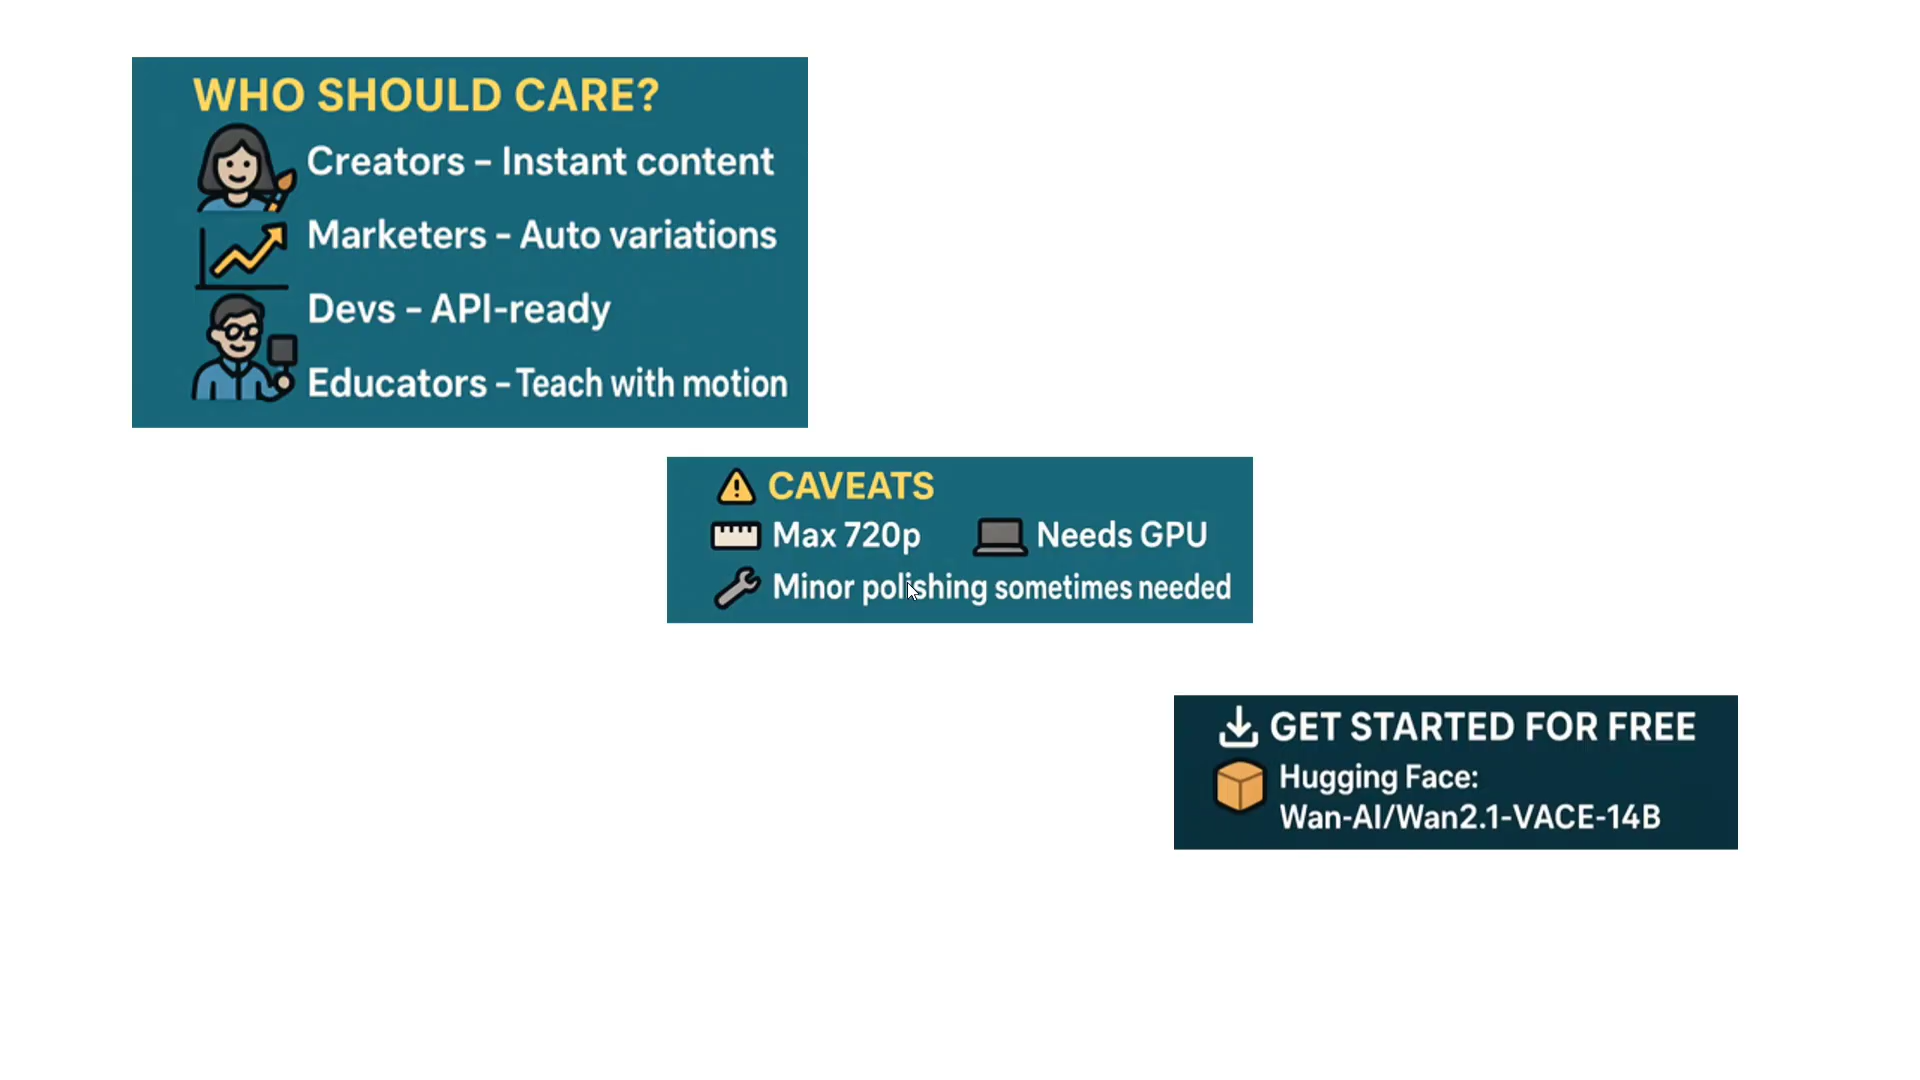 WHO SHOULD CARE?
Creators – Instant content
Marketers – Auto variations
Devs – API-ready
Educators – Teach with motion
CAVEATS
Max 720p Needs GPU
Minor polishing sometimes needed
GET STARTED FOR FREE
Hugging Face:
Wan-AI/Wan2.1-VACE-14B